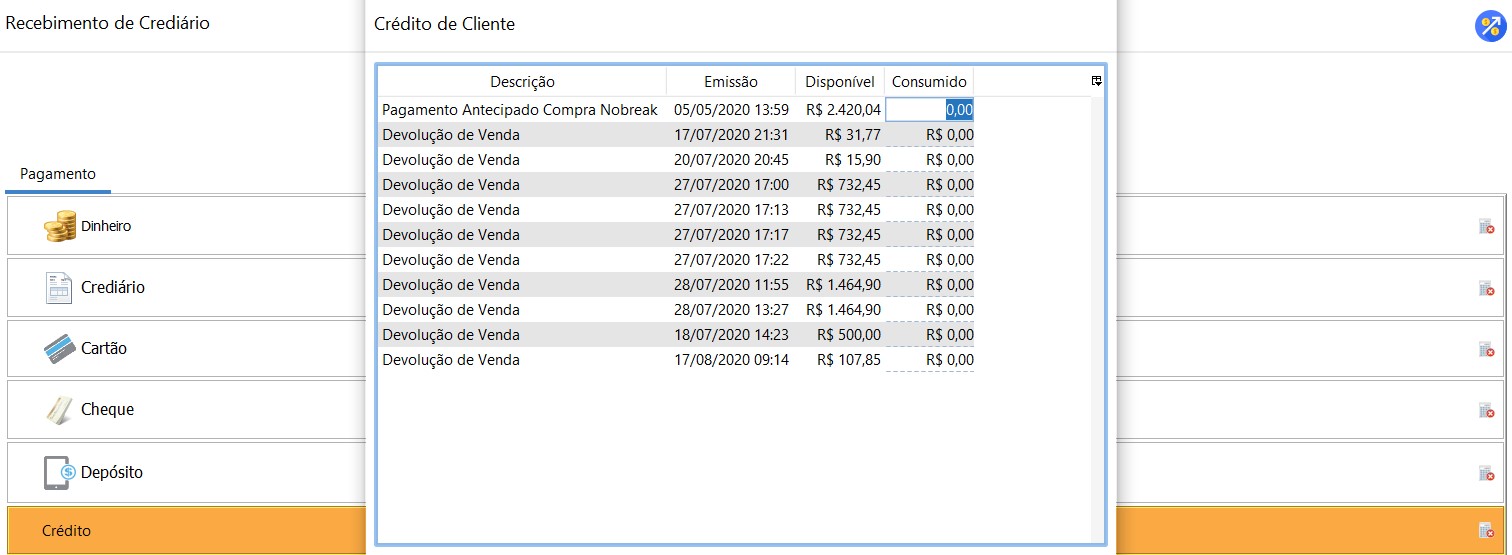 Recebimento de Crediário
Crédito de Cliente
Descrição Emissão Disponível Consumido
Pagamento Antecipado Compra Nobreak 05/05/2020 13:59 R$ 2.420,04 0,00
Devolução de Venda 17/07/2020 21:31 R$ 31,77 R$ 0,00
Devolução de Venda 20/07/2020 20:45 R$ 15,90 R$ 0,00
Devolução de Venda 27/07/2020 17:00 R$ 732,45 R$ 0,00
Devolução de Venda 27/07/2020 17:13 R$ 732,45 R$ 0,00
Devolução de Venda 27/07/2020 17:17 R$ 732,45 R$ 0,00
Devolução de Venda 27/07/2020 17:22 R$ 732,45 R$ 0,00
Devolução de Venda 28/07/2020 11:55 R$ 1.464,90 R$ 0,00
Devolução de Venda 28/07/2020 13:27 R$ 1.464,90 R$ 0,00
Devolução de Venda 18/07/2020 14:23 R$ 500,00 R$ 0,00
Devolução de Venda 17/08/2020 09:14 R$ 107,85 R$ 0,00
Pagamento
Dinheiro
Crediário
Cartão
Cheque
Depósito
Crédito